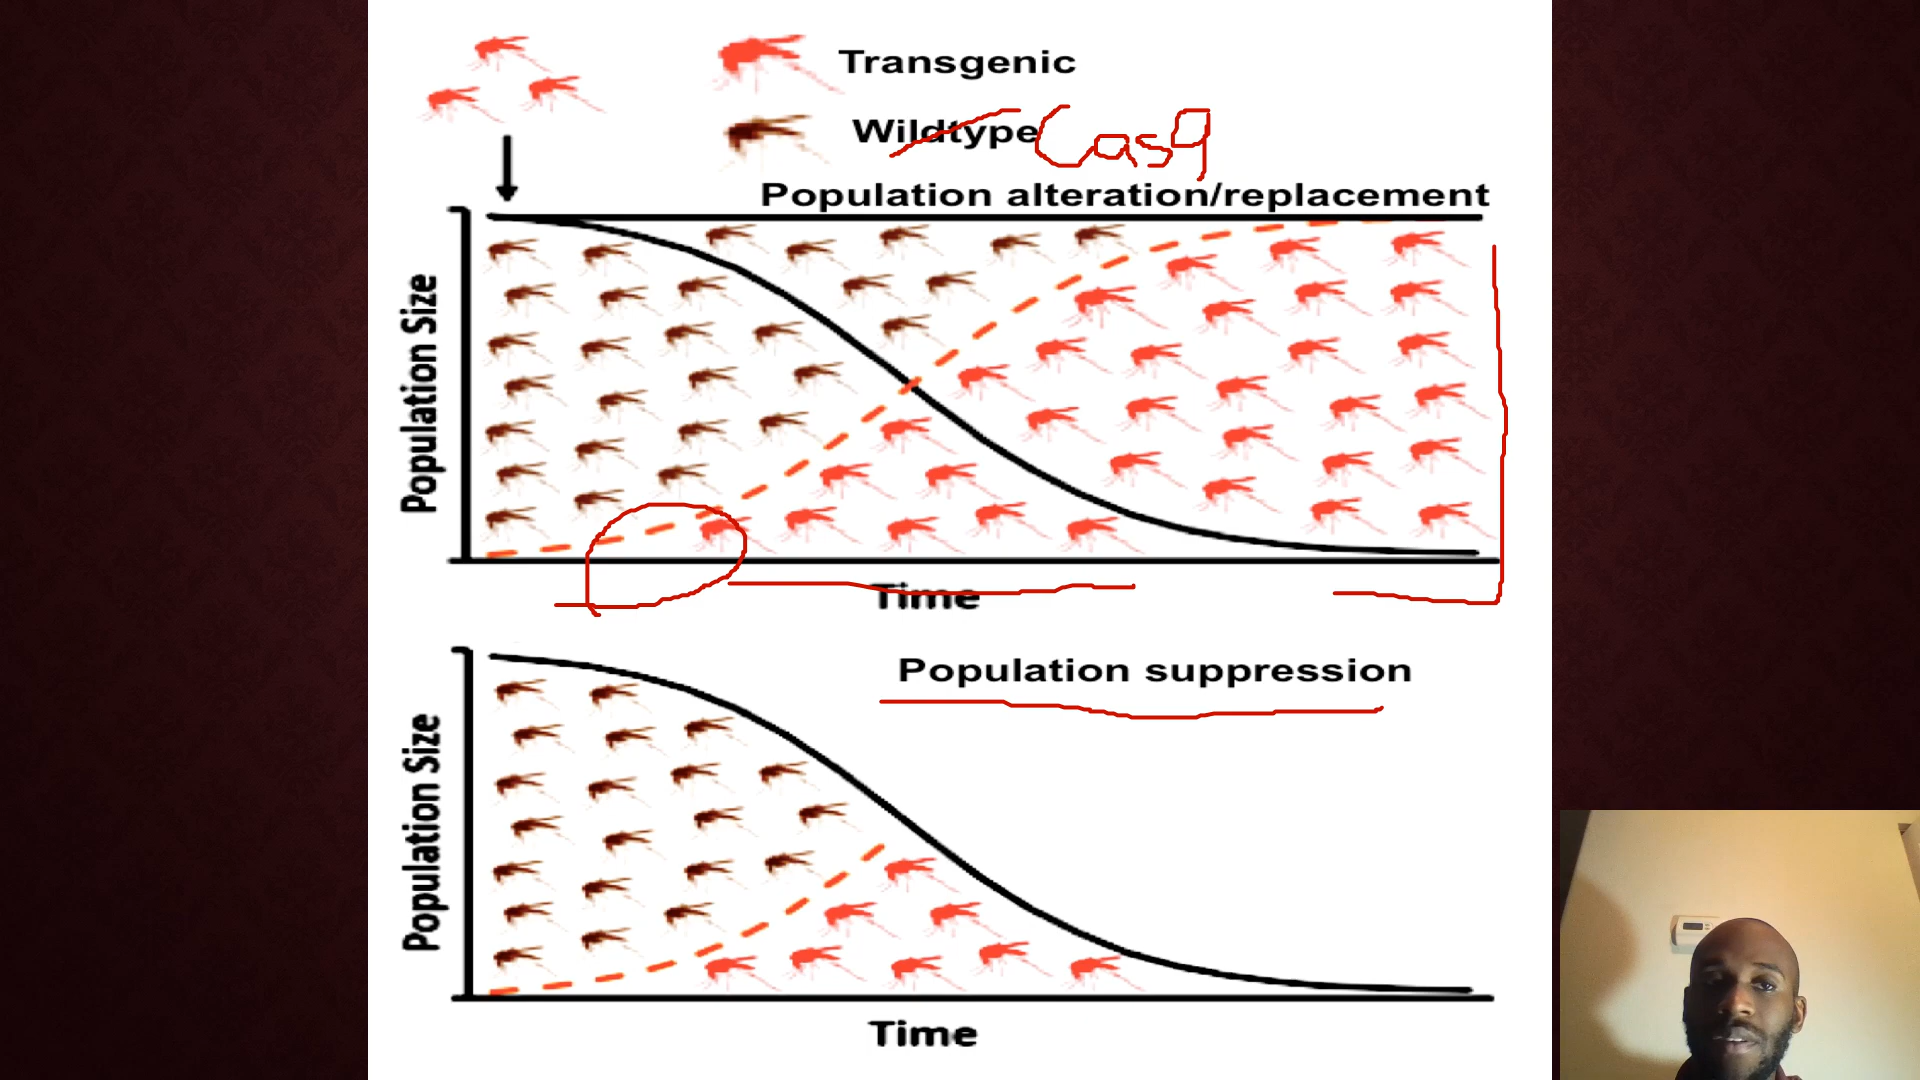 Transgenic
Wildtype Cas9
Population alteration/replacement
Population Size
Time
Population suppression
Population Size
Time